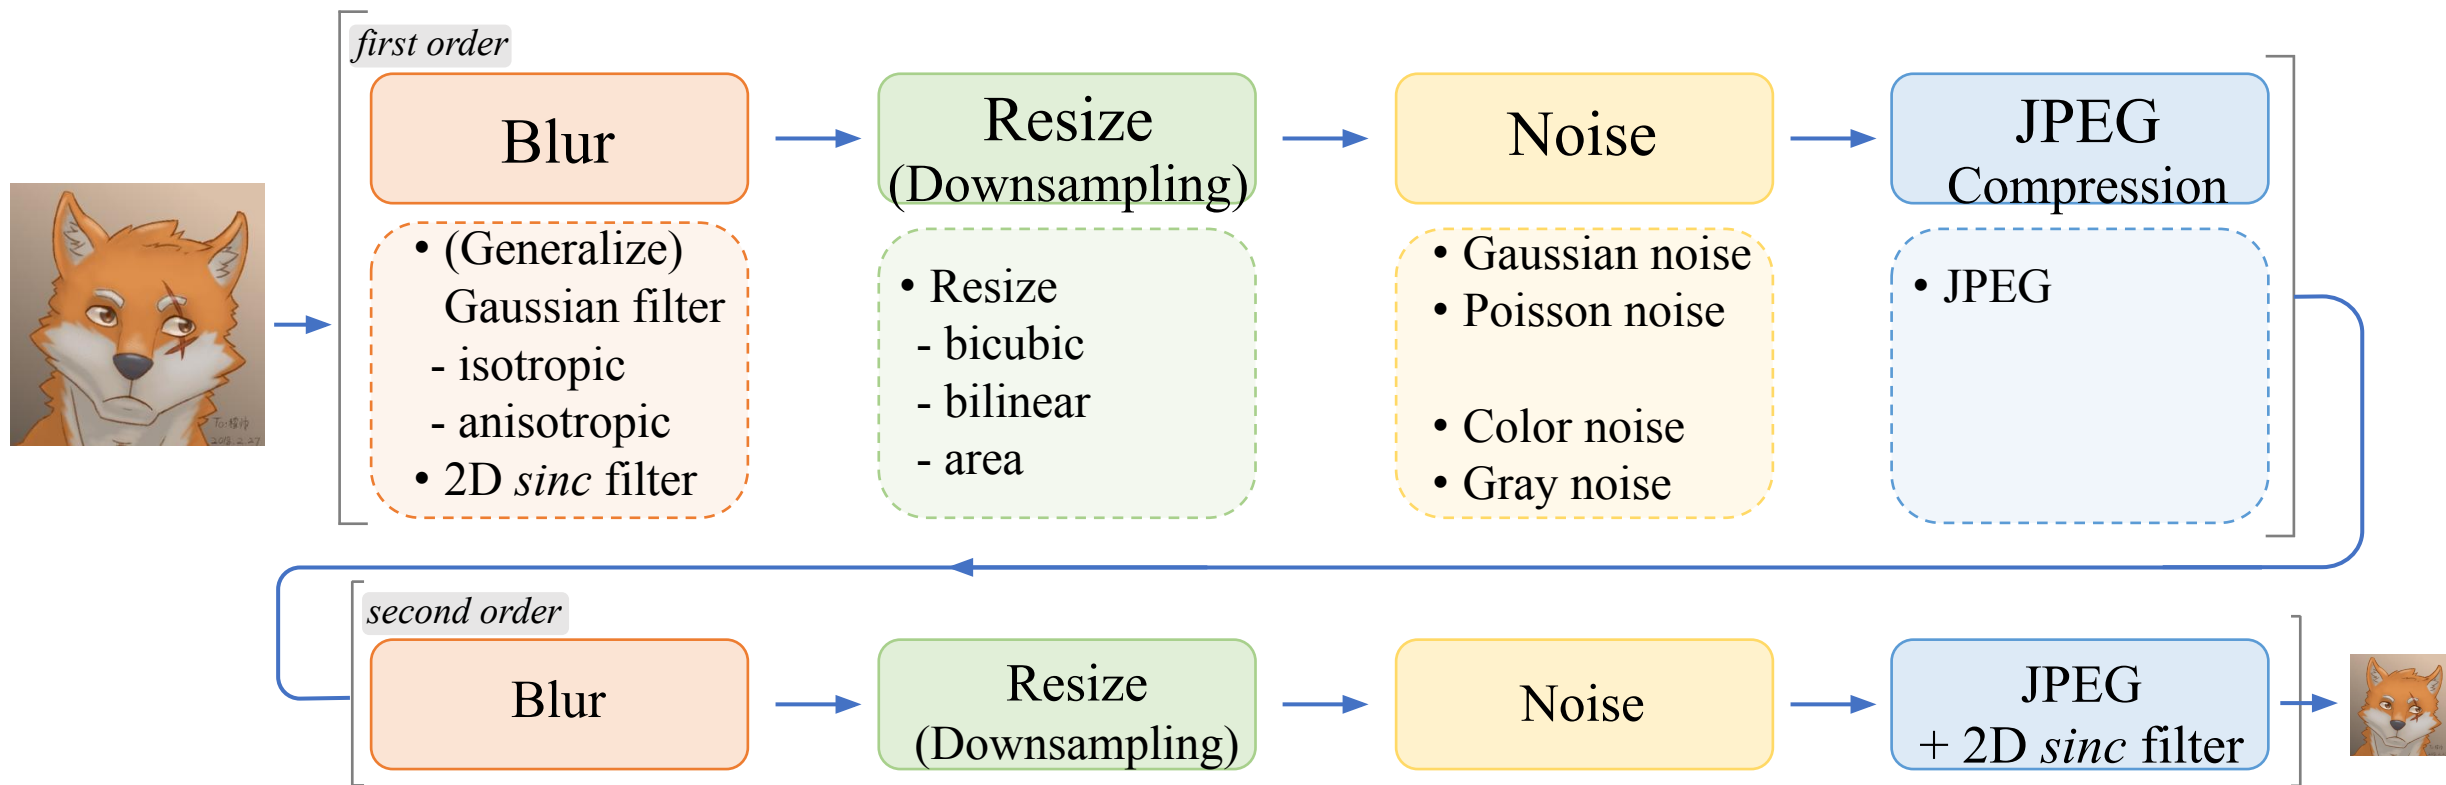 first order
Blur
Resize
(Downsampling)
Noise
JPEG
Compression
• (Generalize)
Gaussian filter
- isotropic
- anisotropic
• 2D sinc filter
• Resize
- bicubic
- bilinear
- area
• Gaussian noise
• Poisson noise
• Color noise
• Gray noise
• JPEG
second order
Blur
Resize
(Downsampling)
Noise
JPEG
+ 2D sinc filter